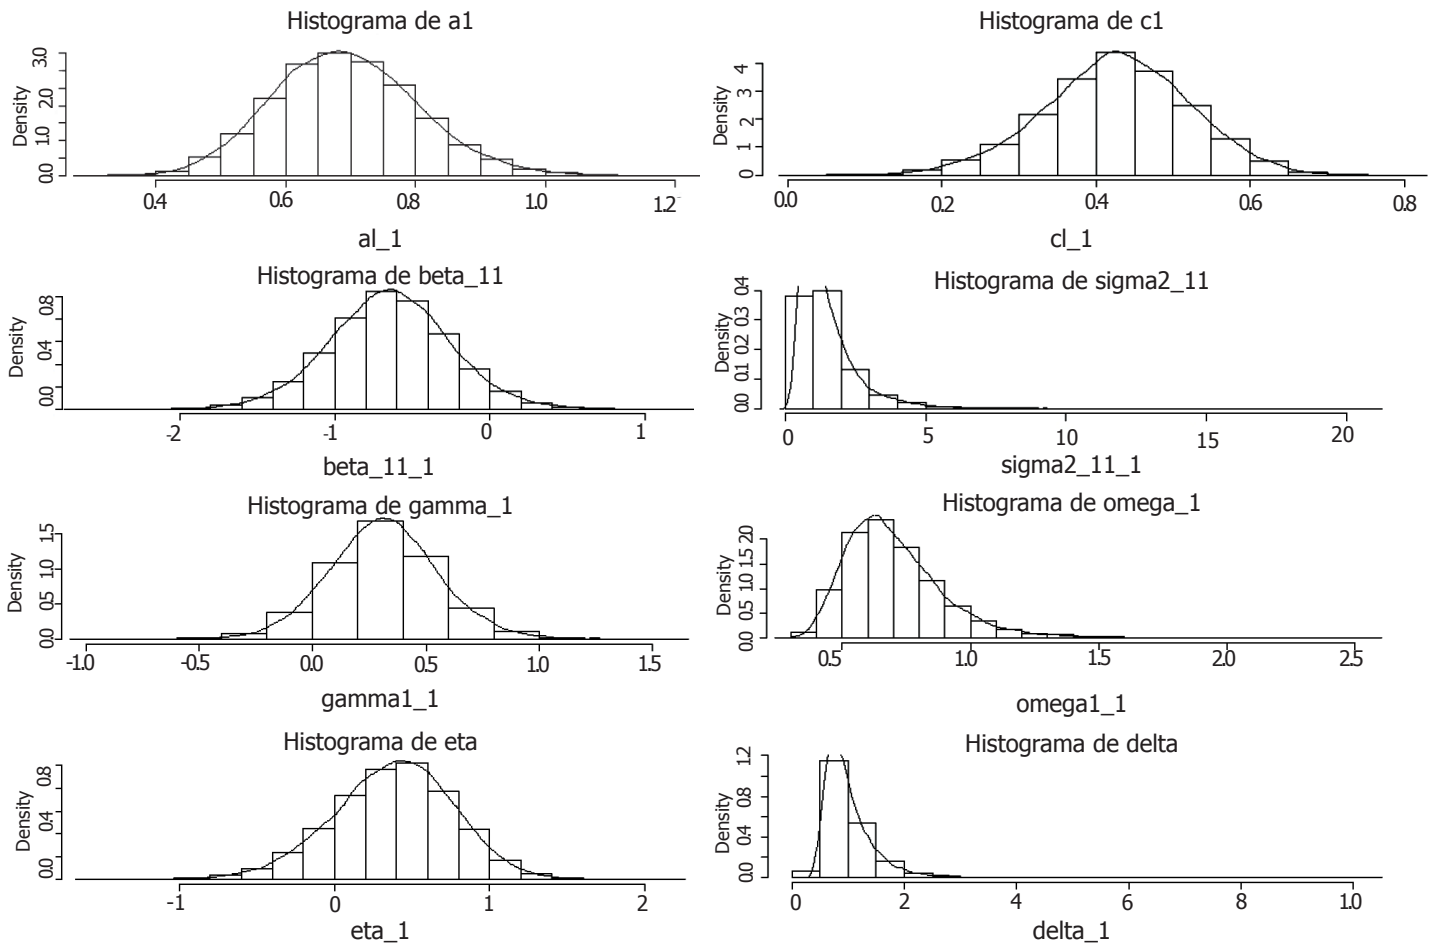 Histograma de a1
Density
0.0 1.0 2.0 3.0
0.4 0.6 0.8 1.0 1.2
al_1
Histograma de c1
Density
0 1 2 3 4
0.0 0.2 0.4 0.6 0.8
cl_1
Histograma de beta_11
Density
0.0 0.4 0.8
-2 -1 0 1
beta_11_1
Histograma de sigma2_11
Density
0.0 0.1 0.2 0.3 0.4
0 5 10 15 20
sigma2_11_1
Histograma de gamma_1
Density
0.0 0.5 1.0 1.5
-1.0 -0.5 0.0 0.5 1.0 1.5
gamma1_1
Histograma de omega_1
Density
0.0 0.5 1.0 1.5 2.0
0.5 1.0 1.5 2.0 2.5
omega1_1
Histograma de eta
Density
0.0 0.4 0.8
-1 0 1 2
eta_1
Histograma de delta
Density
0.0 0.4 0.8 1.2
0 2 4 6 8 1.0
delta_1